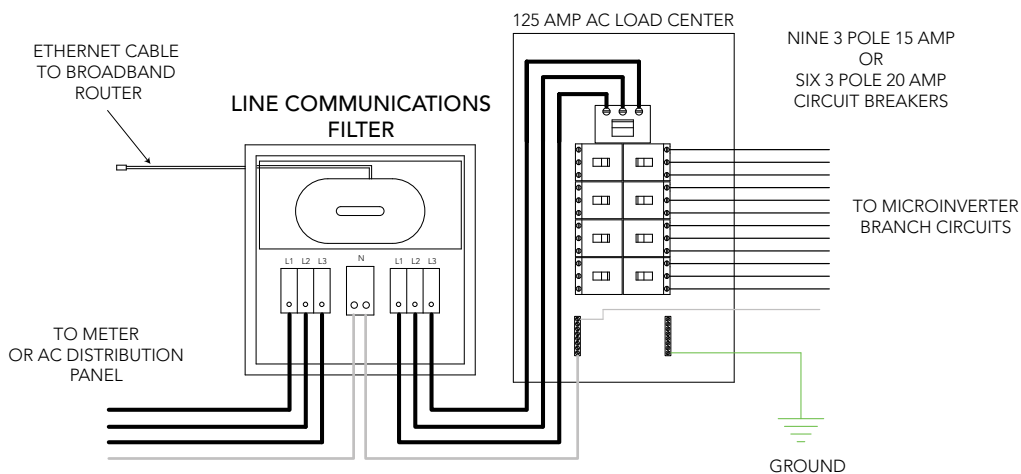 125 AMP AC LOAD CENTER
ETHERNET CABLE
TO BROADBAND
ROUTER
NINE 3 POLE 15 AMP
OR
SIX 3 POLE 20 AMP
CIRCUIT BREAKERS
LINE COMMUNICATIONS
FILTER
TO MICROINVERTER
BRANCH CIRCUITS
L1 L2 L3 N L1 L2 L3
TO METER
OR AC DISTRIBUTION
PANEL
GROUND